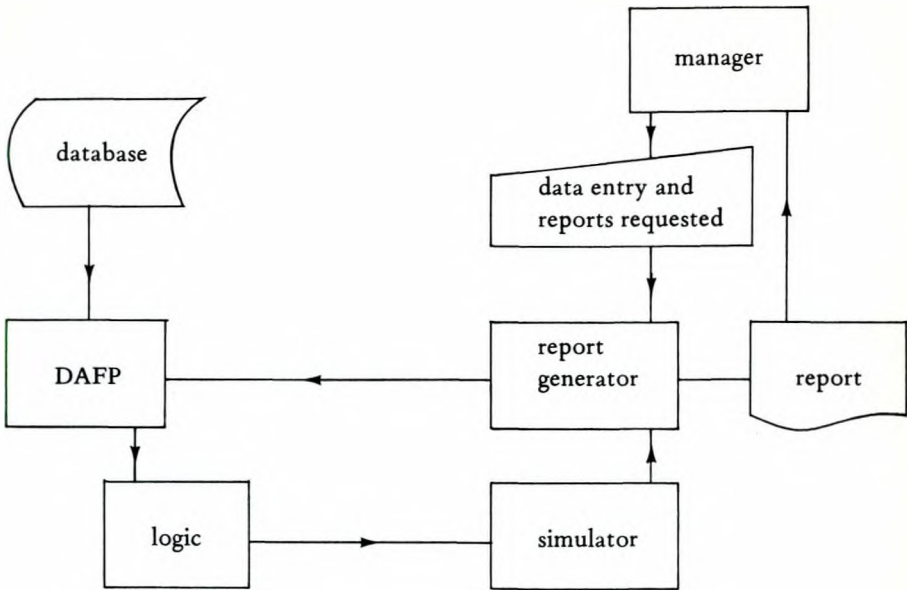 manager
database
data entry and
reports requested
report
generator
DAFP
report
logic
simulator